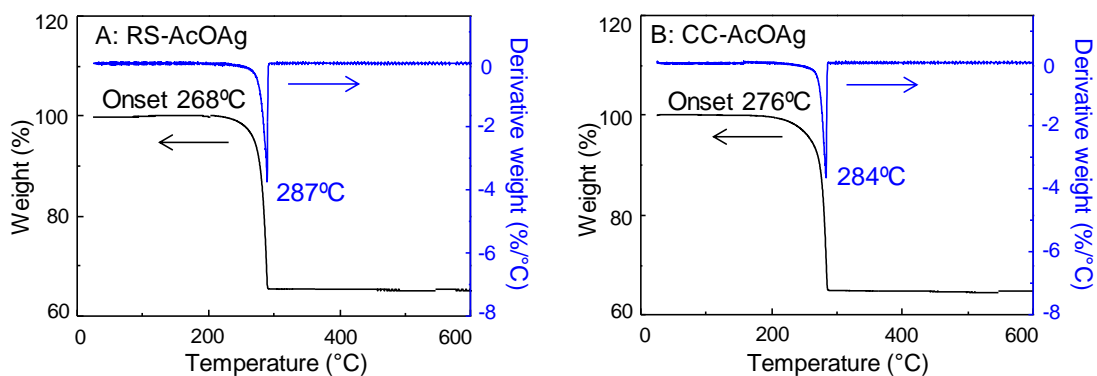 A: RS-AcOAg
Weight (%)
120
100
80
60
Onset 268ºC
287ºC
0
-2
-4
-6
-8
Derivative weight (%/°C)
0 200 400 600
Temperature (°C)
B: CC-AcOAg
Weight (%)
120
100
80
60
Onset 276ºC
284ºC
0
-2
-4
-6
-8
Derivative weight (%/°C)
0 200 400 600
Temperature (°C)